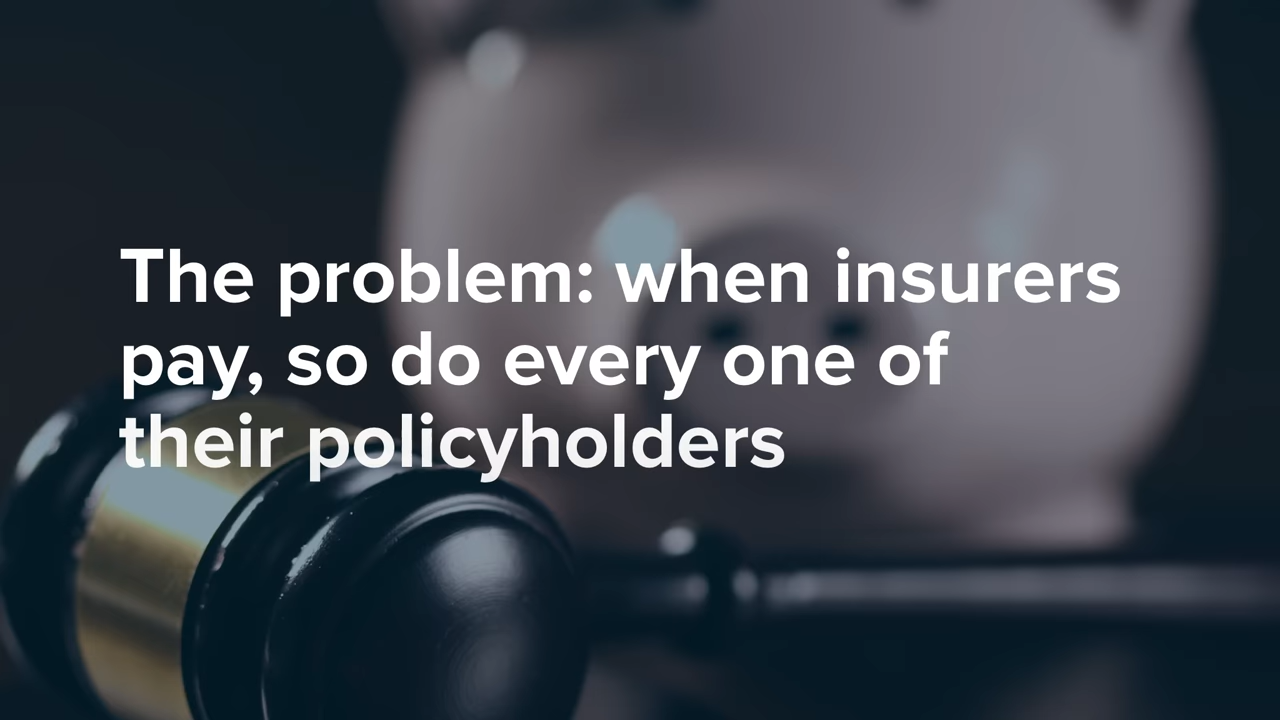 The problem: when insurers
pay, so do every one of
their policyholders